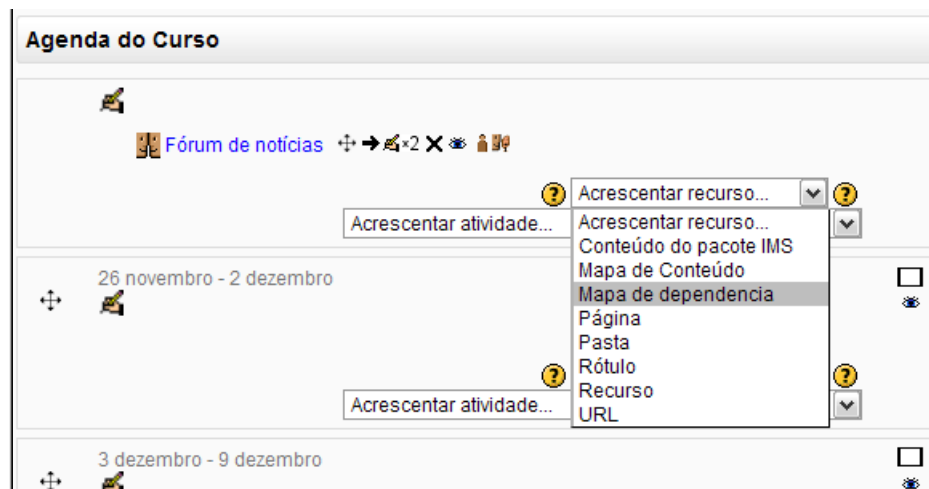 Agenda do Curso
Fórum de notícias ×2
? Acrescentar recurso... ?
Acrescentar atividade...
Acrescentar recurso...
Conteúdo do pacote IMS
Mapa de Conteúdo
Mapa de dependencia
Página
Pasta
Rótulo
Recurso
URL
26 novembro - 2 dezembro
? ?
Acrescentar atividade...
3 dezembro - 9 dezembro